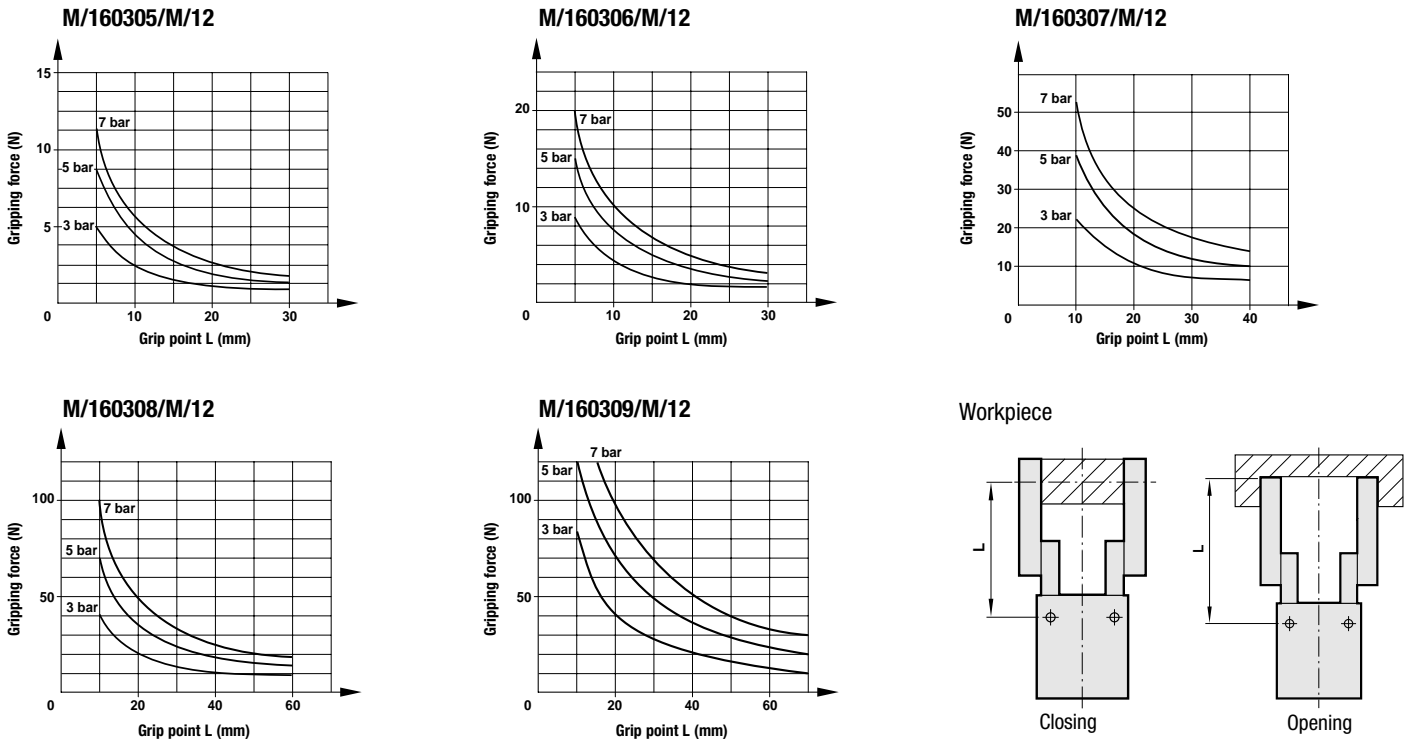 M/160305/M/12
15
10
5
0
10
20
30
7 bar
5 bar
3 bar
Gripping force (N)
Grip point L (mm)
M/160306/M/12
20
10
0
10
20
30
7 bar
5 bar
3 bar
Gripping force (N)
Grip point L (mm)
M/160307/M/12
50
40
30
20
10
0
10
20
30
40
7 bar
5 bar
3 bar
Gripping force (N)
Grip point L (mm)
M/160308/M/12
100
50
0
20
40
60
7 bar
5 bar
3 bar
Gripping force (N)
Grip point L (mm)
M/160309/M/12
100
50
0
20
40
60
7 bar
5 bar
3 bar
Gripping force (N)
Grip point L (mm)
Workpiece
L
L
Closing
Opening